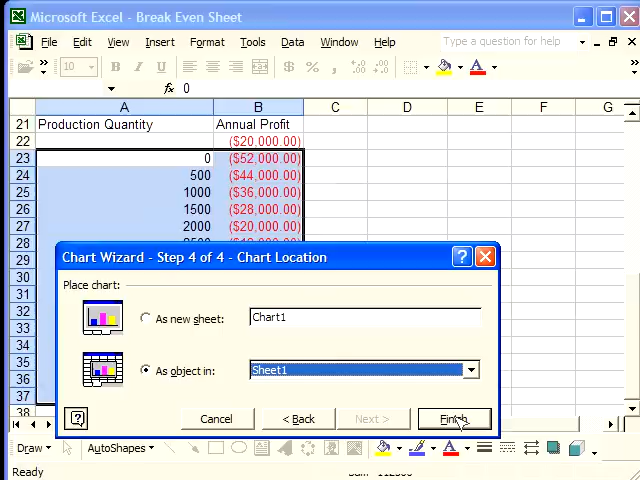 Microsoft Excel - Break Even Sheet
File Edit View Insert Format Tools Data Window Help Type a question for help
10 B I U $ % ,
fx 0
A B C D E F G
21 Production Quantity Annual Profit
22 ($20,000.00)
23 0 ($52,000.00)
24 500 ($44,000.00)
25 1000 ($36,000.00)
26 1500 ($28,000.00)
27 2000 ($20,000.00)
28
29
30
31
32
33
34
35
36
37
38
Chart Wizard - Step 4 of 4 - Chart Location
Place chart:
As new sheet: Chart1
As object in: Sheet1
Cancel < Back Next > Finish
Draw AutoShapes
Ready